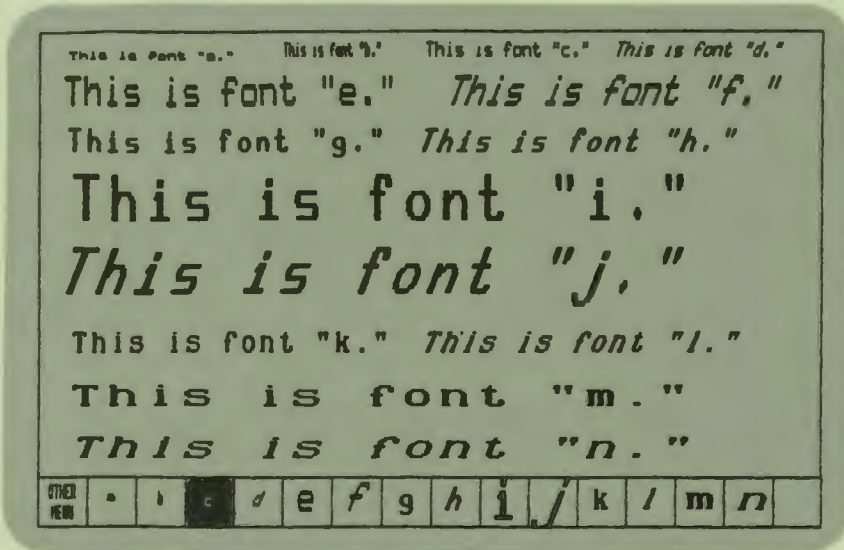 This is font "a." This is font "b." This is font "c." This is font "d."
This is font "e." This is font "f."
This is font "g." This is font "h."
This is font "i."
This is font "j."
This is font "k." This is font "l."
This is font "m."
This is font "n."
OTHER MENU a b c d e f g h i j k l m n